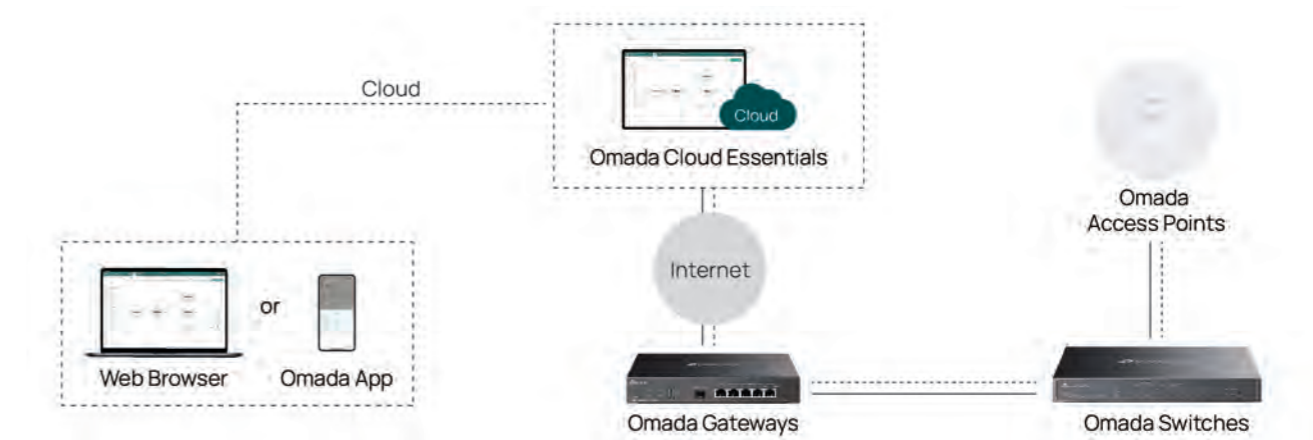 Cloud
Cloud
Omada Cloud Essentials
Omada
Access Points
Internet
or
Web Browser
Omada App
Omada Gateways
Omada Switches